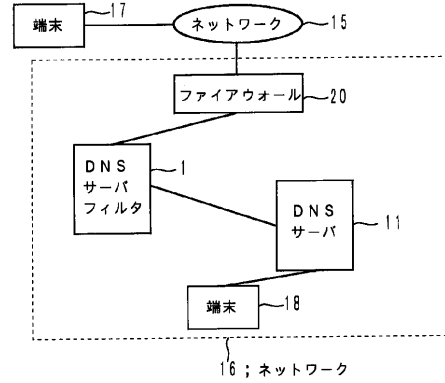 端末
17
ネットワーク
15
ファイアウォール
20
DNS
サーバ
フィルタ
1
DNS
サーバ
11
端末
18
16;ネットワーク